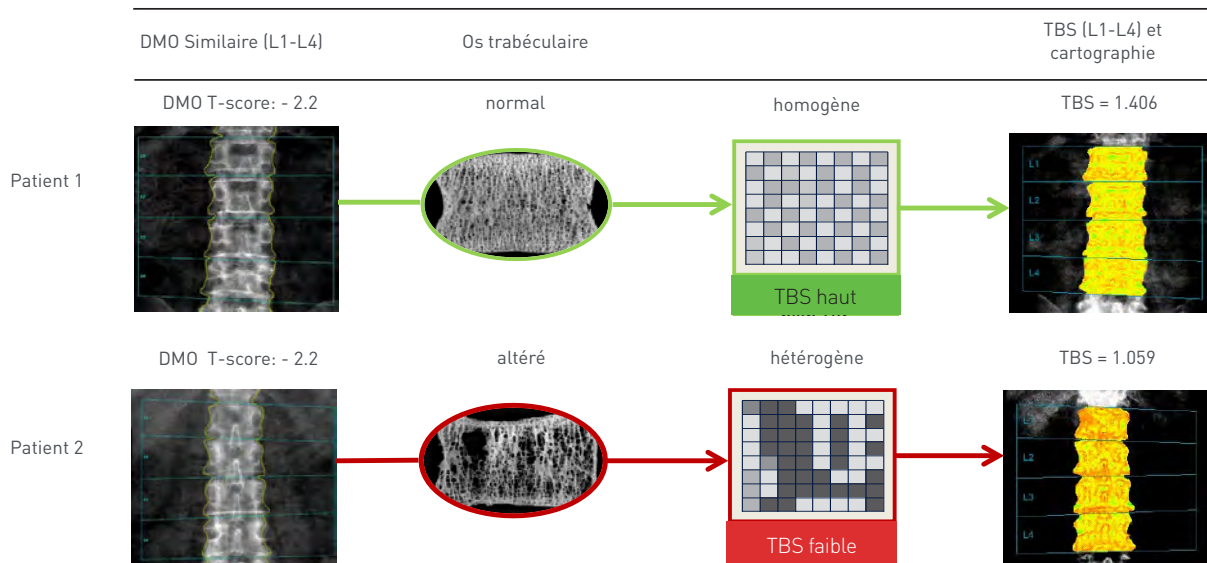 DMO Similaire (L1-L4)
Os trabéculaire
TBS (L1-L4) et
cartographie
DMO T-score: - 2.2
normal
homogène
TBS = 1.406
Patient 1
L1
L2
L3
L4
TBS haut
DMO T-score: - 2.2
altéré
hétérogène
TBS = 1.059
Patient 2
L2
L3
L4
TBS faible